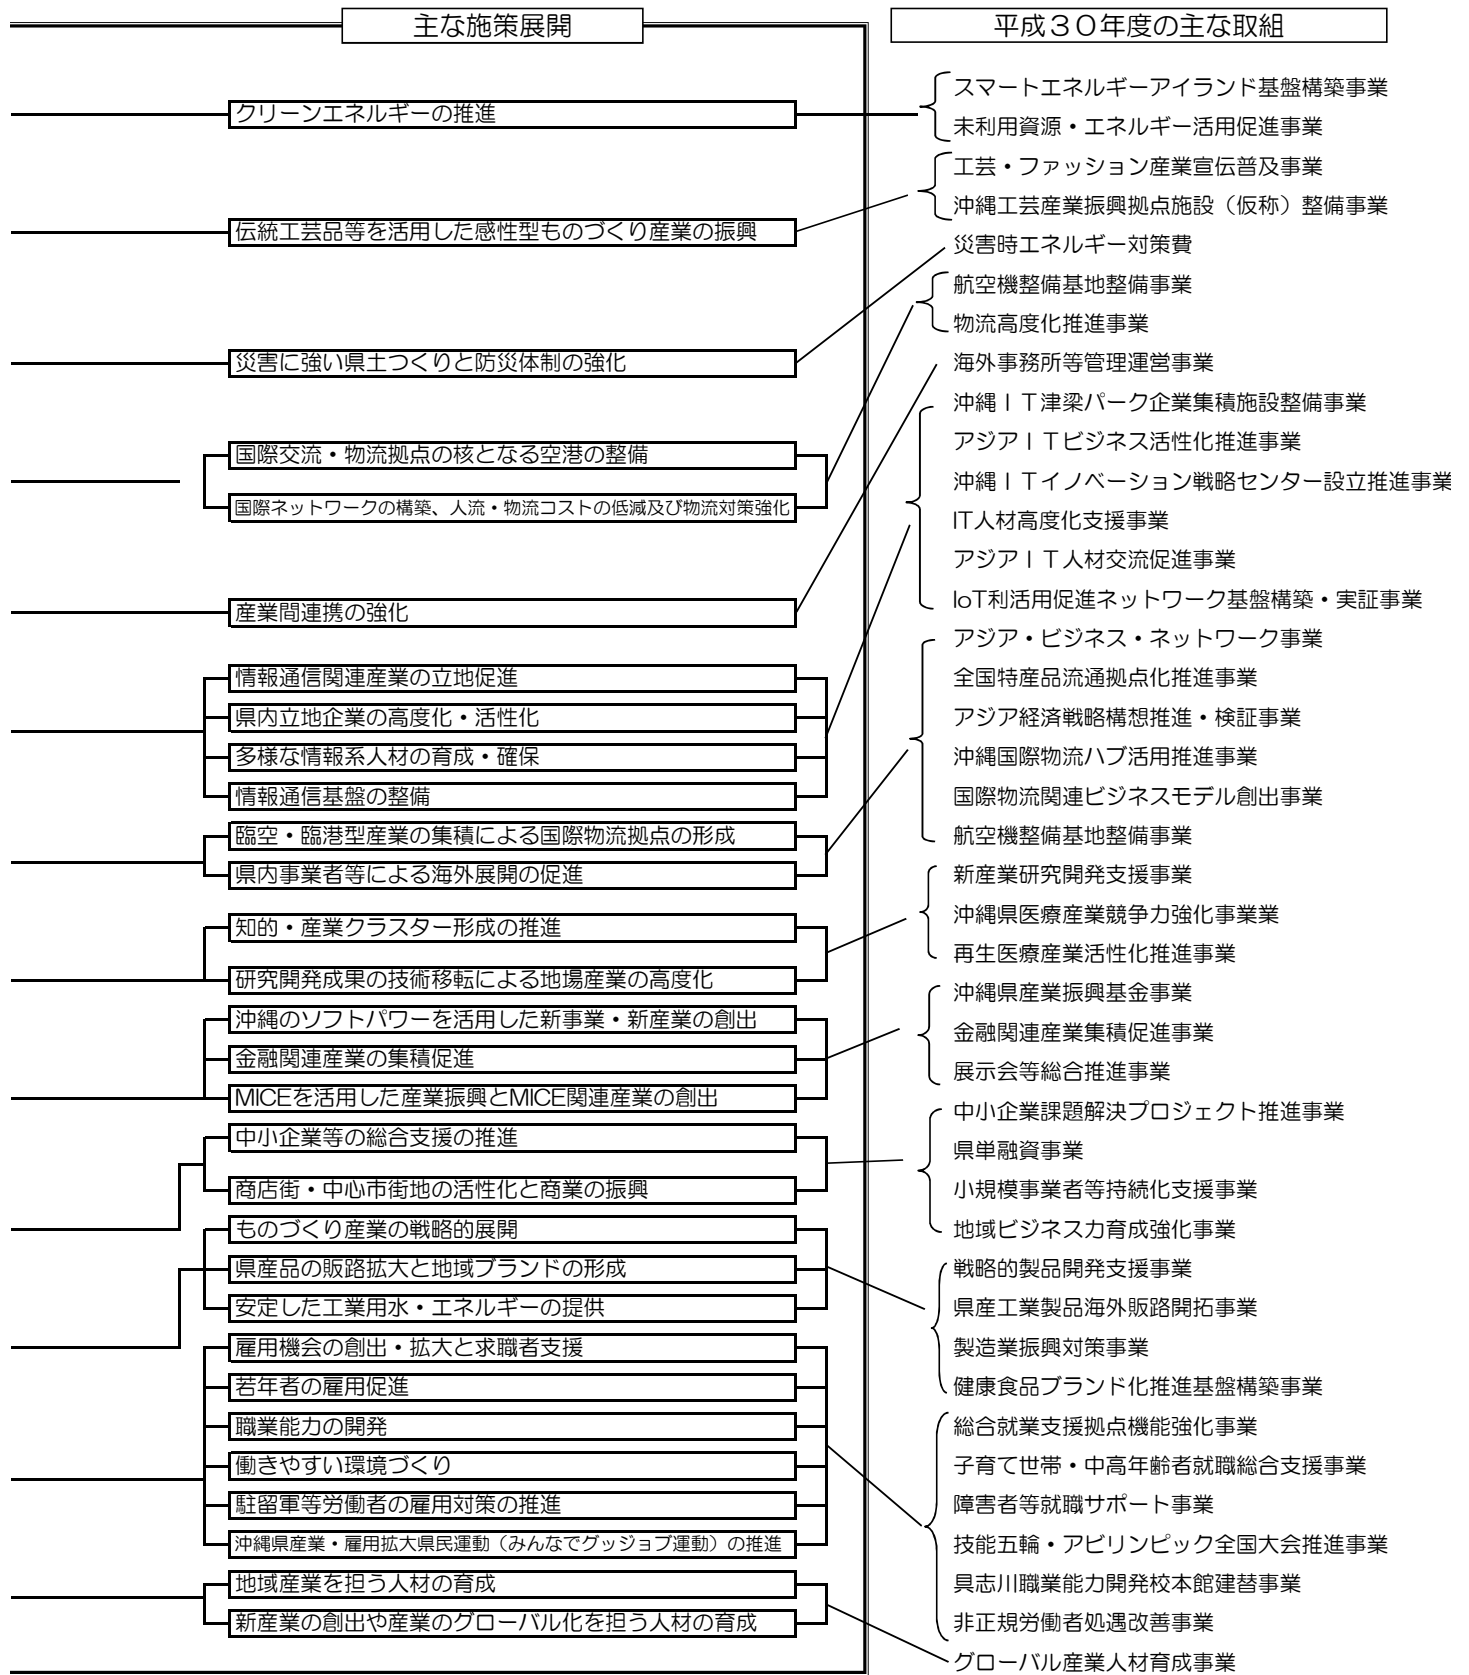 主な施策展開
クリーンエネルギーの推進
伝統工芸品等を活用した感性型ものづくり産業の振興
災害に強い県土つくりと防災体制の強化
国際交流・物流拠点の核となる空港の整備
国際ネットワークの構築、人流・物流コストの低減及び物流対策強化
産業間連携の強化
情報通信関連産業の立地促進
県内立地企業の高度化・活性化
多様な情報系人材の育成・確保
情報通信基盤の整備
臨空・臨港型産業の集積による国際物流拠点の形成
県内事業者等による海外展開の促進
知的・産業クラスター形成の推進
研究開発成果の技術移転による地場産業の高度化
沖縄のソフトパワーを活用した新事業・新産業の創出
金融関連産業の集積促進
MICEを活用した産業振興とMICE関連産業の創出
中小企業等の総合支援の推進
商店街・中心市街地の活性化と商業の振興
ものづくり産業の戦略的展開
県産品の販路拡大と地域ブランドの形成
安定した工業用水・エネルギーの提供
雇用機会の創出・拡大と求職者支援
若年者の雇用促進
職業能力の開発
働きやすい環境づくり
駐留軍等労働者の雇用対策の推進
沖縄県産業・雇用拡大県民運動（みんなでグッジョブ運動）の推進
地域産業を担う人材の育成
新産業の創出や産業のグローバル化を担う人材の育成
平成３０年度の主な取組
スマートエネルギーアイランド基盤構築事業
未利用資源・エネルギー活用促進事業
工芸・ファッション産業宣伝普及事業
沖縄工芸産業振興拠点施設（仮称）整備事業
災害時エネルギー対策費
航空機整備基地整備事業
物流高度化推進事業
海外事務所等管理運営事業
沖縄ＩＴ津梁パーク企業集積施設整備事業
アジアＩＴビジネス活性化推進事業
沖縄ＩＴイノベーション戦略センター設立推進事業
IT人材高度化支援事業
アジアＩＴ人材交流促進事業
IoT利活用促進ネットワーク基盤構築・実証事業
アジア・ビジネス・ネットワーク事業
全国特産品流通拠点化推進事業
アジア経済戦略構想推進・検証事業
沖縄国際物流ハブ活用推進事業
国際物流関連ビジネスモデル創出事業
航空機整備基地整備事業
新産業研究開発支援事業
沖縄県医療産業競争力強化事業業
再生医療産業活性化推進事業
沖縄県産業振興基金事業
金融関連産業集積促進事業
展示会等総合推進事業
中小企業課題解決プロジェクト推進事業
県単融資事業
小規模事業者等持続化支援事業
地域ビジネス力育成強化事業
戦略的製品開発支援事業
県産工業製品海外販路開拓事業
製造業振興対策事業
健康食品ブランド化推進基盤構築事業
総合就業支援拠点機能強化事業
子育て世帯・中高年齢者就職総合支援事業
障害者等就職サポート事業
技能五輪・アビリンピック全国大会推進事業
具志川職業能力開発校本館建替事業
非正規労働者処遇改善事業
グローバル産業人材育成事業